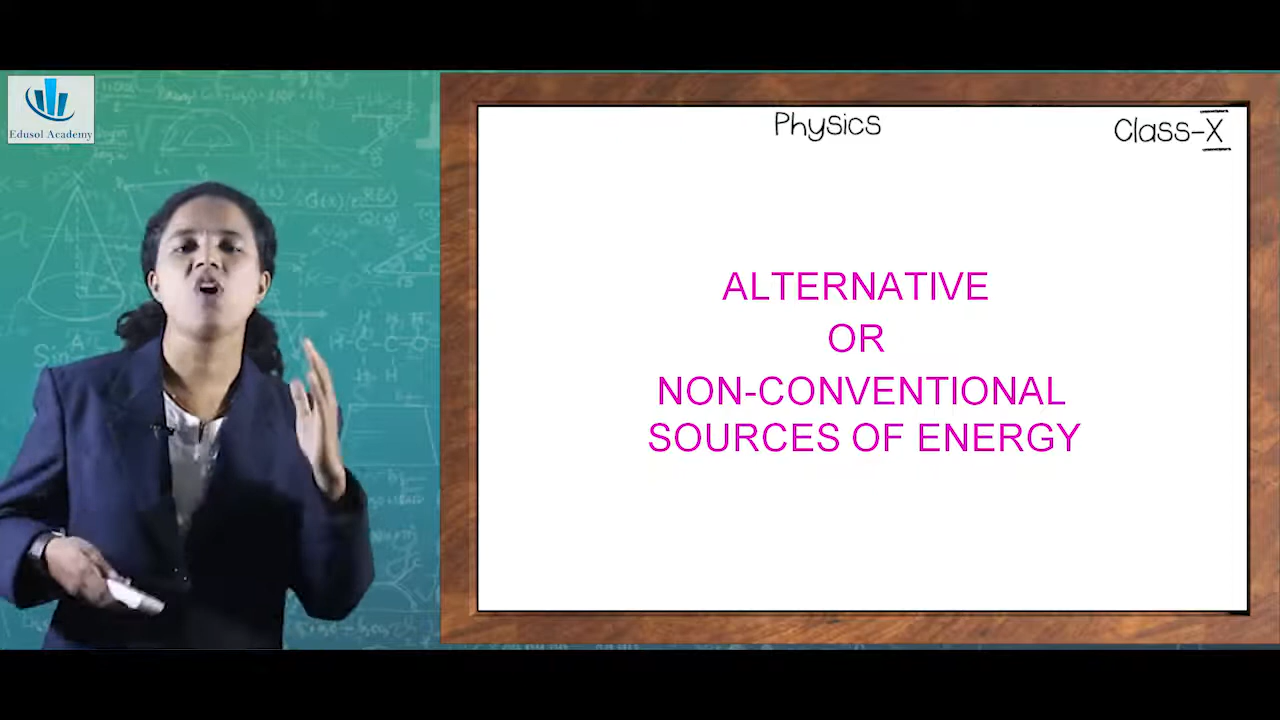 Edusol Academy
Physics
Class-X
ALTERNATIVE
OR
NON-CONVENTIONAL
SOURCES OF ENERGY